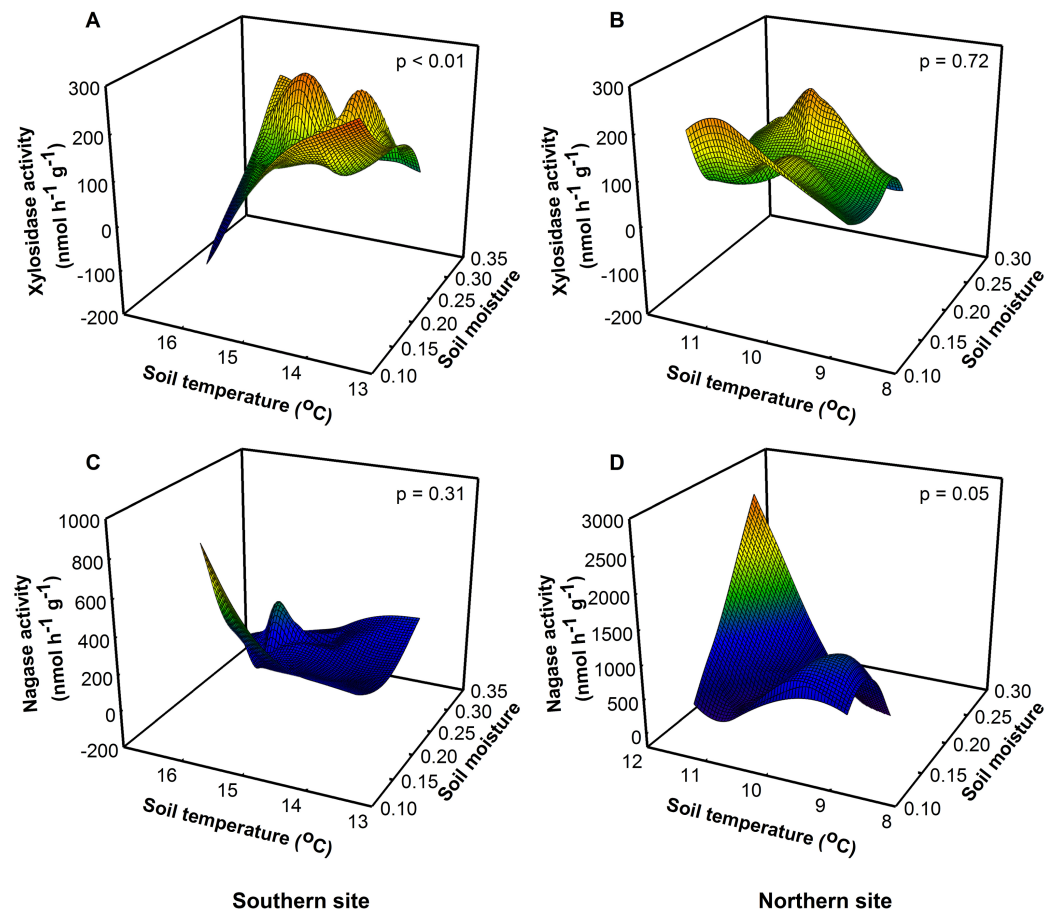 A
p < 0.01
300
200
100
0
-100
-200
Xylosidase activity
(nmol h-1 g-1)
16
15
14
13
Soil temperature (oC)
0.10
0.15
0.20
0.25
0.30
0.35
Soil moisture
B
p = 0.72
300
200
100
0
-100
-200
Xylosidase activity
(nmol h-1 g-1)
11
10
9
8
Soil temperature (oC)
0.10
0.15
0.20
0.25
0.30
Soil moisture
C
p = 0.31
1000
800
600
400
200
0
-200
Nagase activity
(nmol h-1 g-1)
16
15
14
13
Soil temperature (oC)
0.10
0.15
0.20
0.25
0.30
0.35
Soil moisture
D
p = 0.05
3000
2500
2000
1500
1000
500
0
Nagase activity
(nmol h-1 g-1)
12
11
10
9
8
Soil temperature (oC)
0.10
0.15
0.20
0.25
0.30
Soil moisture
Southern site
Northern site